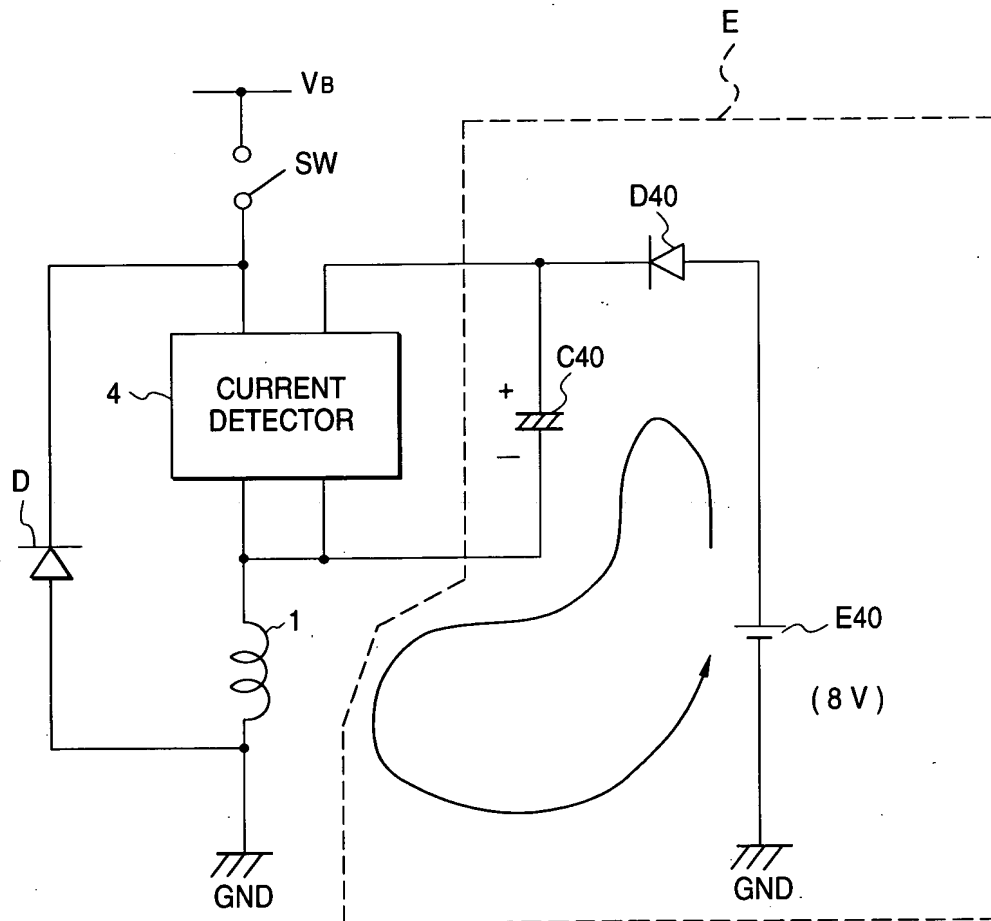 E
VB
SW
D40
C40
4
CURRENT
DETECTOR
+
—
D
1
E40
( 8 V )
GND
GND